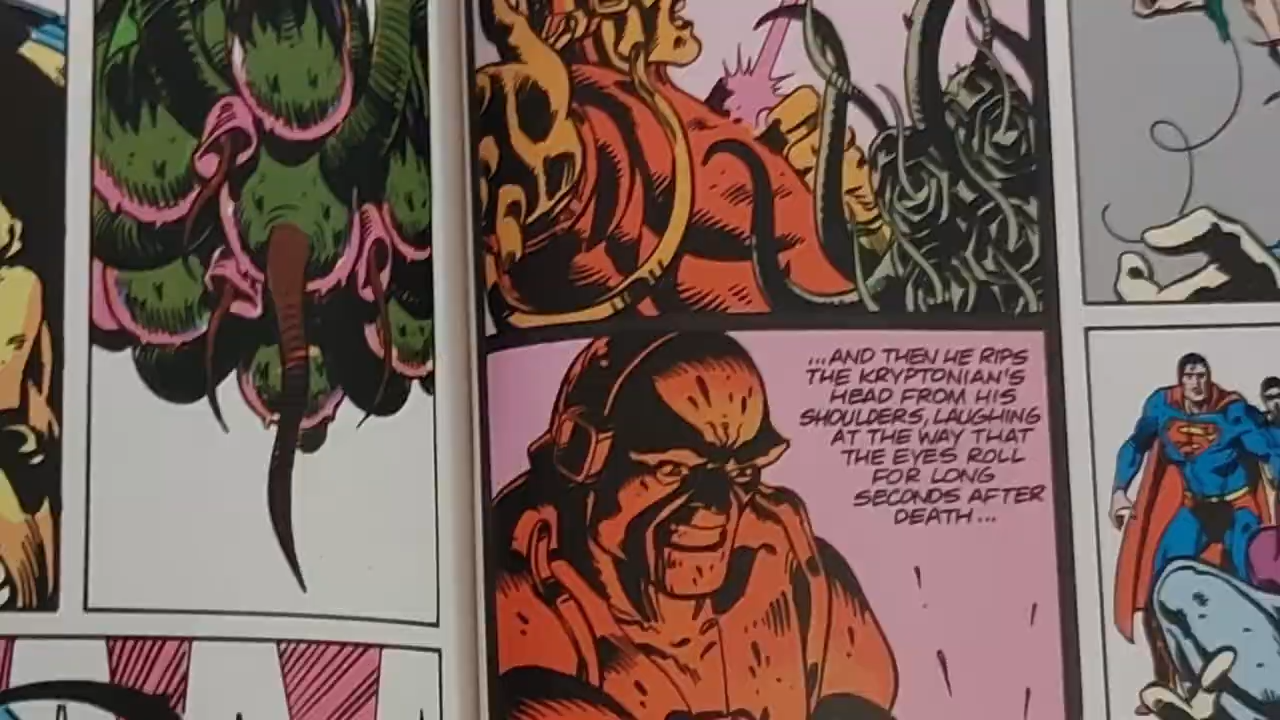 ...AND THEN HE RIPS
THE KRYPTONIAN'S
HEAD FROM HIS
SHOULDERS, LAUGHING
AT THE WAY THAT
THE EYES ROLL
FOR LONG
SECONDS AFTER
DEATH...